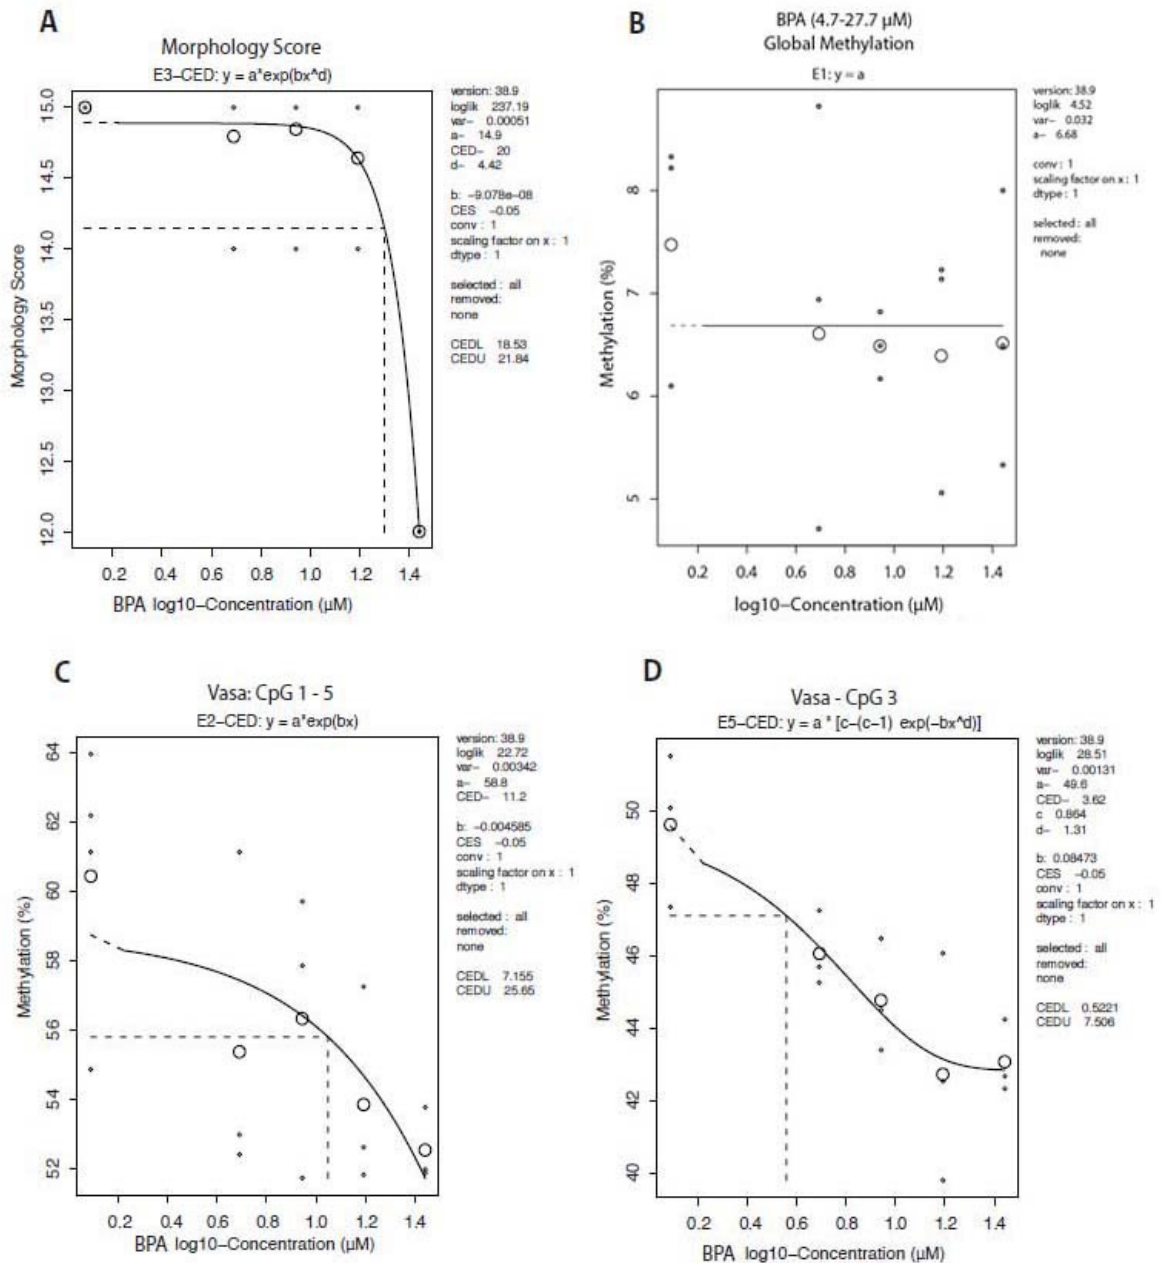 A
Morphology Score
E3-CED: y = a*exp(bx^d)
15.0
14.5
14.0
13.5
13.0
12.5
12.0
Morphology Score
0.2 0.4 0.6 0.8 1.0 1.2 1.4
BPA log10-Concentration (µM)
version: 38.9
loglik 237.19
var- 0.00051
a- 14.9
CED- 20
d- 4.42
b: -9.078e-08
CES -0.05
conv : 1
scaling factor on x : 1
dtype : 1
selected : all
removed:
none
CEDL 18.53
CEDU 21.84
B
BPA (4.7-27.7 µM)
Global Methylation
E1: y = a
8
7
6
5
Methylation (%)
0.2 0.4 0.6 0.8 1.0 1.2 1.4
log10-Concentration (µM)
version: 38.9
loglik 4.52
var- 0.032
a- 6.68
conv : 1
scaling factor on x : 1
dtype : 1
selected : all
removed:
none
C
Vasa: CpG 1 - 5
E2-CED: y = a*exp(bx)
64
62
60
58
56
54
52
Methylation (%)
0.2 0.4 0.6 0.8 1.0 1.2 1.4
BPA log10-Concentration (µM)
version: 38.9
loglik 22.72
var- 0.00342
a- 58.8
CED- 11.2
b: -0.004585
CES -0.05
conv : 1
scaling factor on x : 1
dtype : 1
selected : all
removed:
none
CEDL 7.155
CEDU 25.65
D
Vasa - CpG 3
E5-CED: y = a * [c-(c-1) exp(-bx^d)]
50
48
46
44
42
40
Methylation (%)
0.2 0.4 0.6 0.8 1.0 1.2 1.4
BPA log10-Concentration (µM)
version: 38.9
loglik 28.51
var- 0.00131
a- 49.6
CED- 3.62
c 0.864
d- 1.31
b: 0.08473
CES -0.05
conv : 1
scaling factor on x : 1
dtype : 1
selected : all
removed:
none
CEDL 0.5221
CEDU 7.506